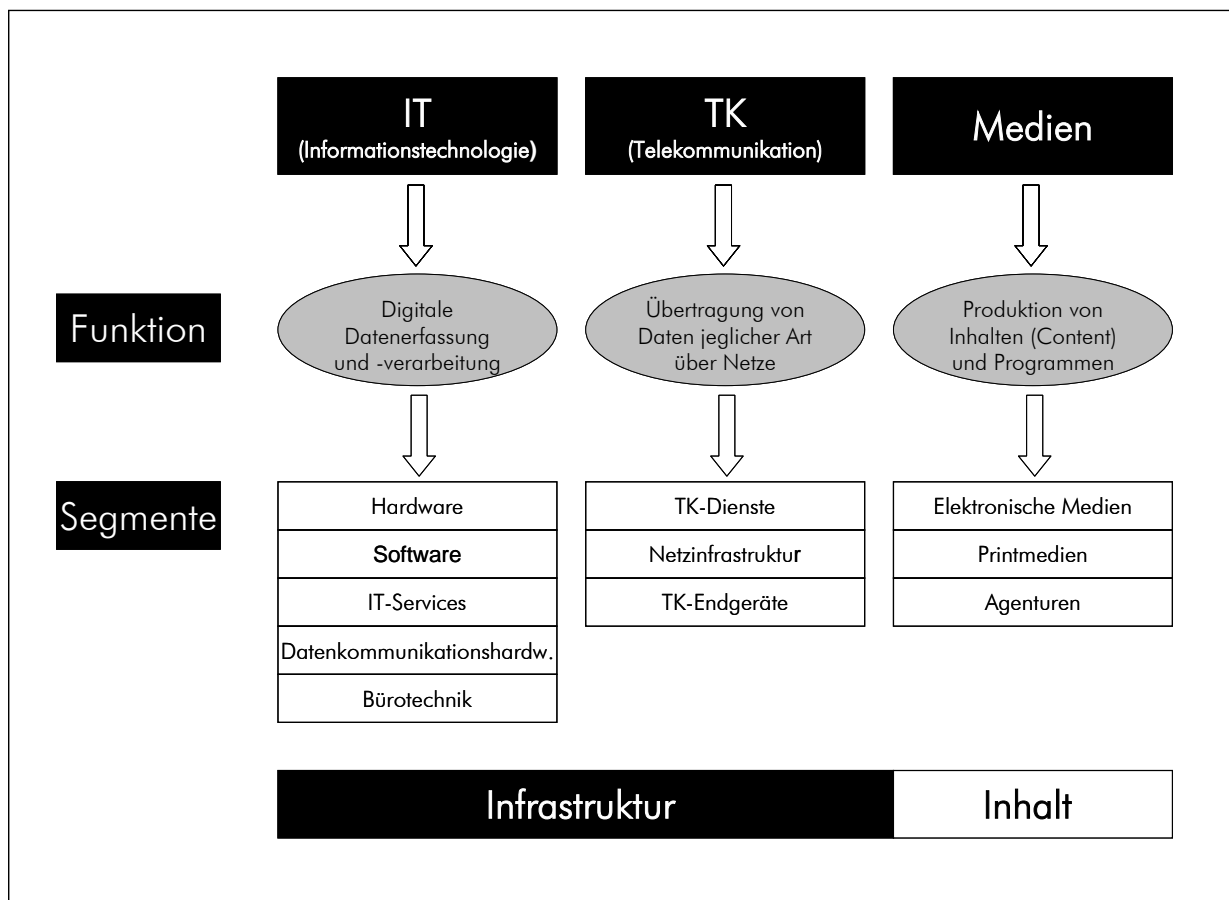 IT
(Informationstechnologie)
TK
(Telekommunikation)
Medien
Funktion
Digitale
Datenerfassung
und -verarbeitung
Übertragung von
Daten jeglicher Art
über Netze
Produktion von
Inhalten (Content)
und Programmen
Segmente
Hardware
Software
IT-Services
Datenkommunikationshardw.
Bürotechnik
TK-Dienste
Netzinfrastruktur
TK-Endgeräte
Elektronische Medien
Printmedien
Agenturen
Infrastruktur
Inhalt